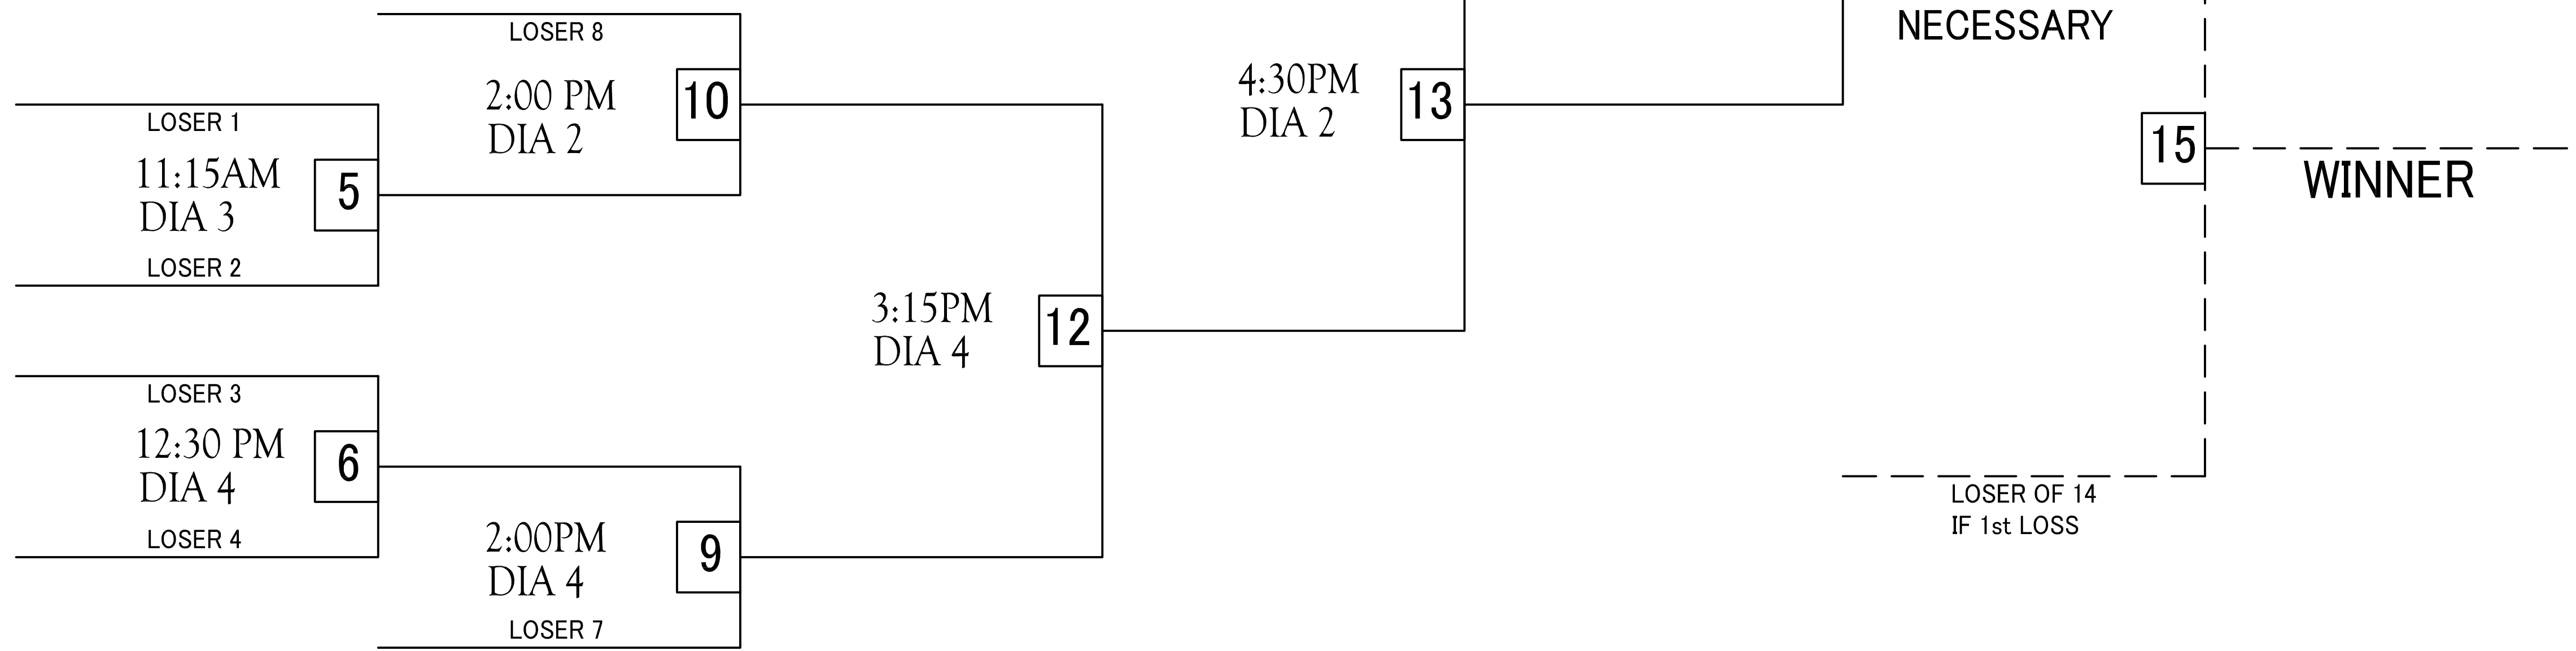 LOSER 8
2:00 PM
DIA 2
10
LOSER 1
11:15AM
DIA 3
5
LOSER 2
LOSER 3
12:30 PM
DIA 4
6
LOSER 4
2:00PM
DIA 4
9
LOSER 7
3:15PM
DIA 4
12
4:30PM
DIA 2
13
NECESSARY
15
WINNER
LOSER OF 14
IF 1st LOSS